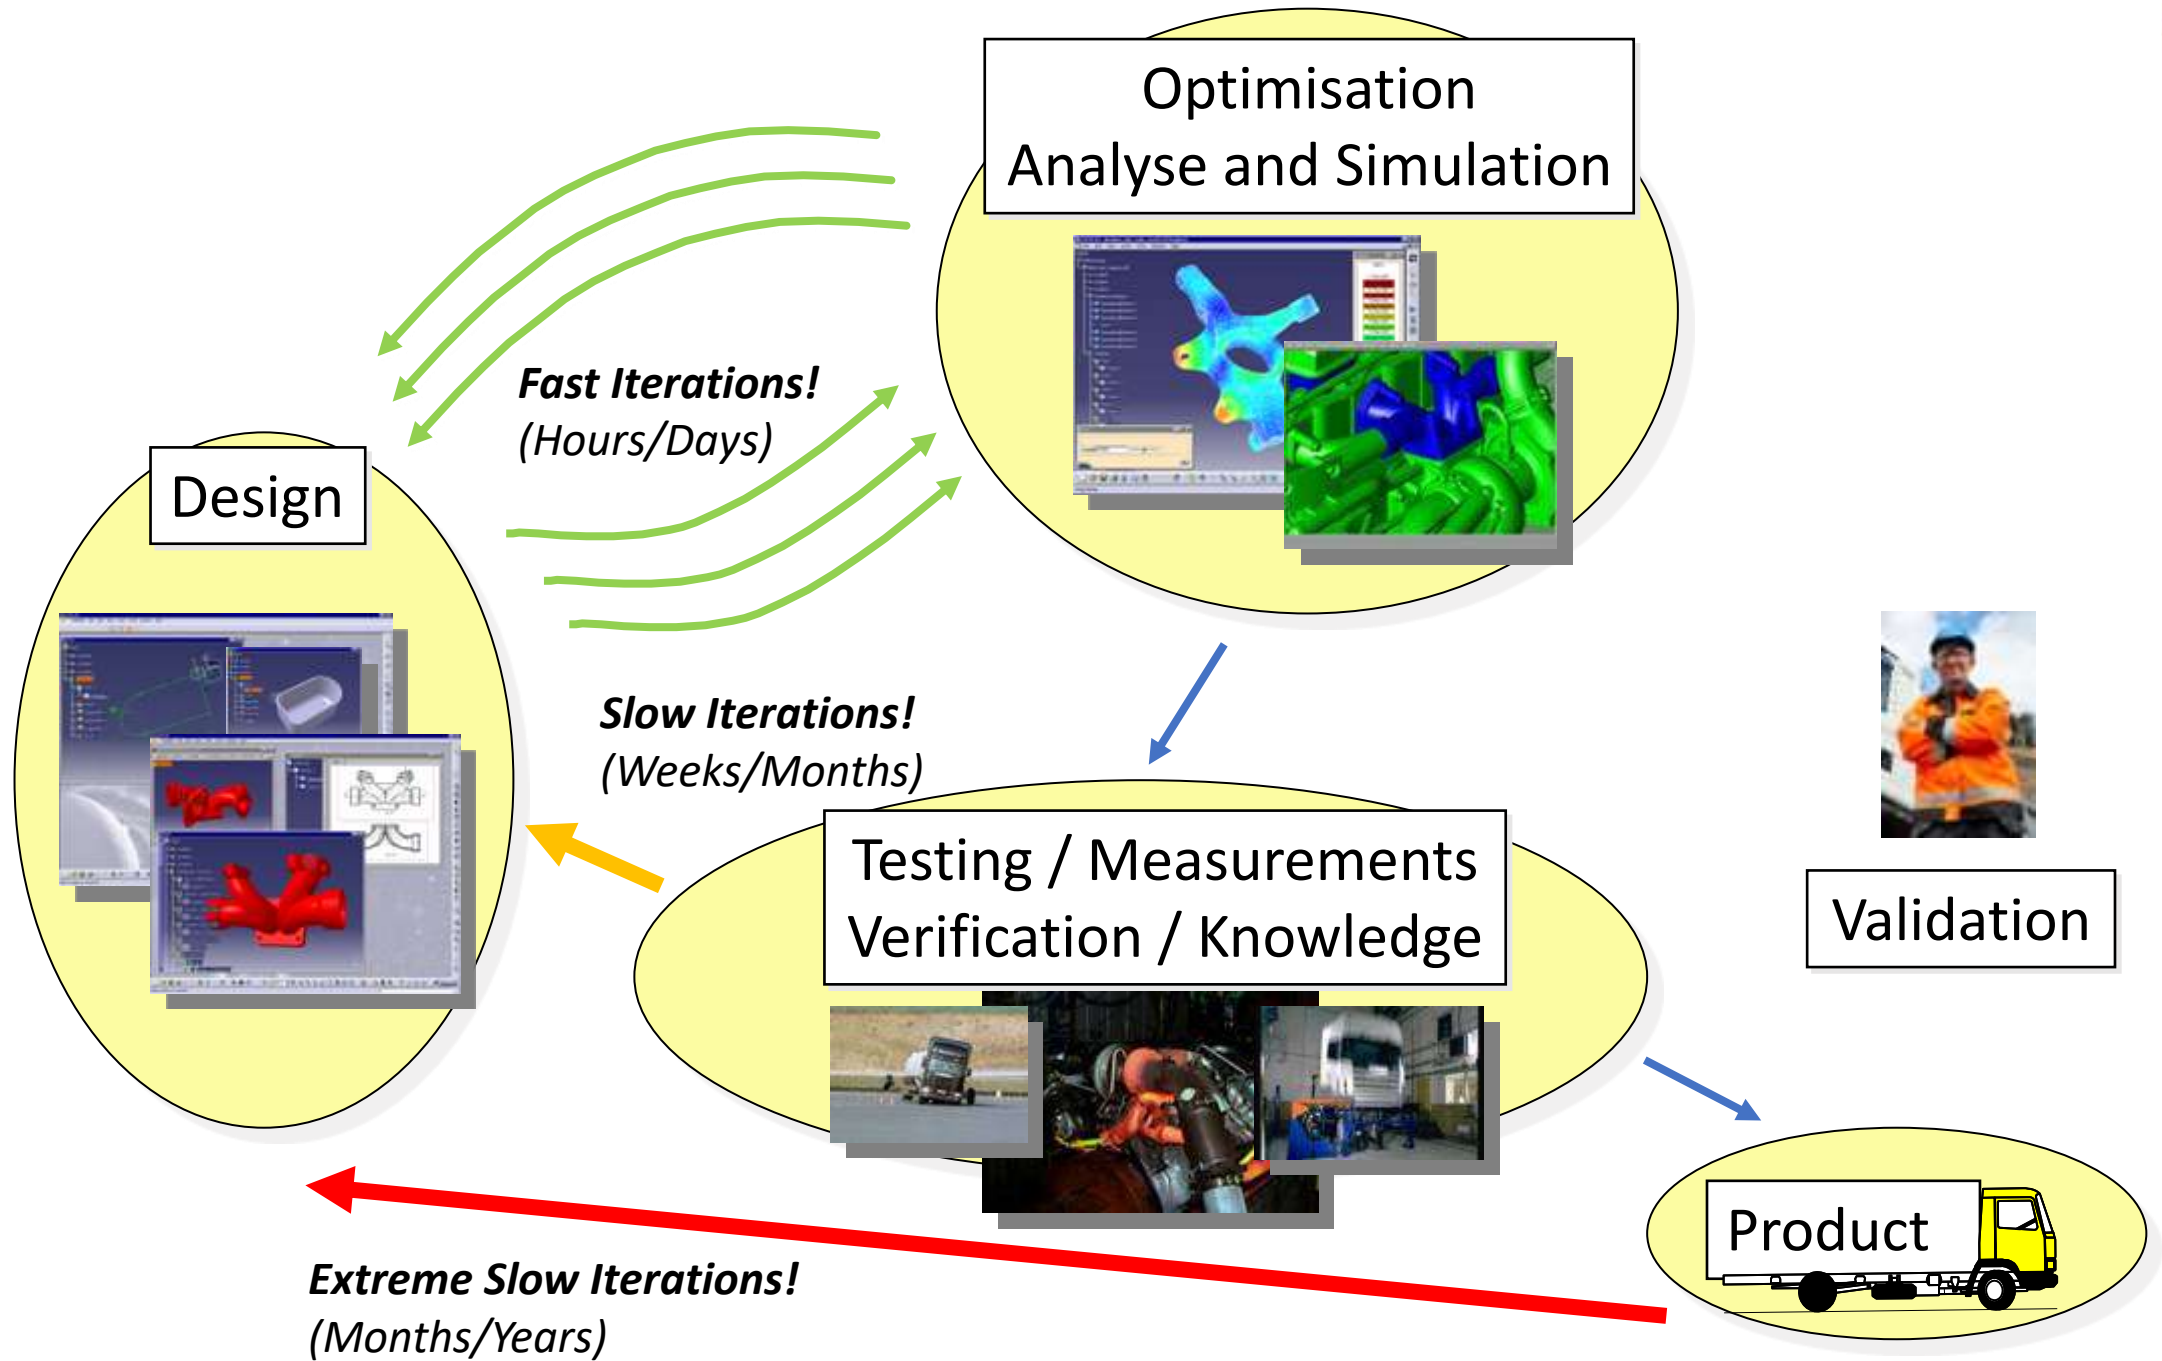 Optimisation
Analyse and Simulation
Fast Iterations!
(Hours/Days)
Design
Slow Iterations!
(Weeks/Months)
Testing / Measurements
Verification / Knowledge
Validation
Product
Extreme Slow Iterations!
(Months/Years)